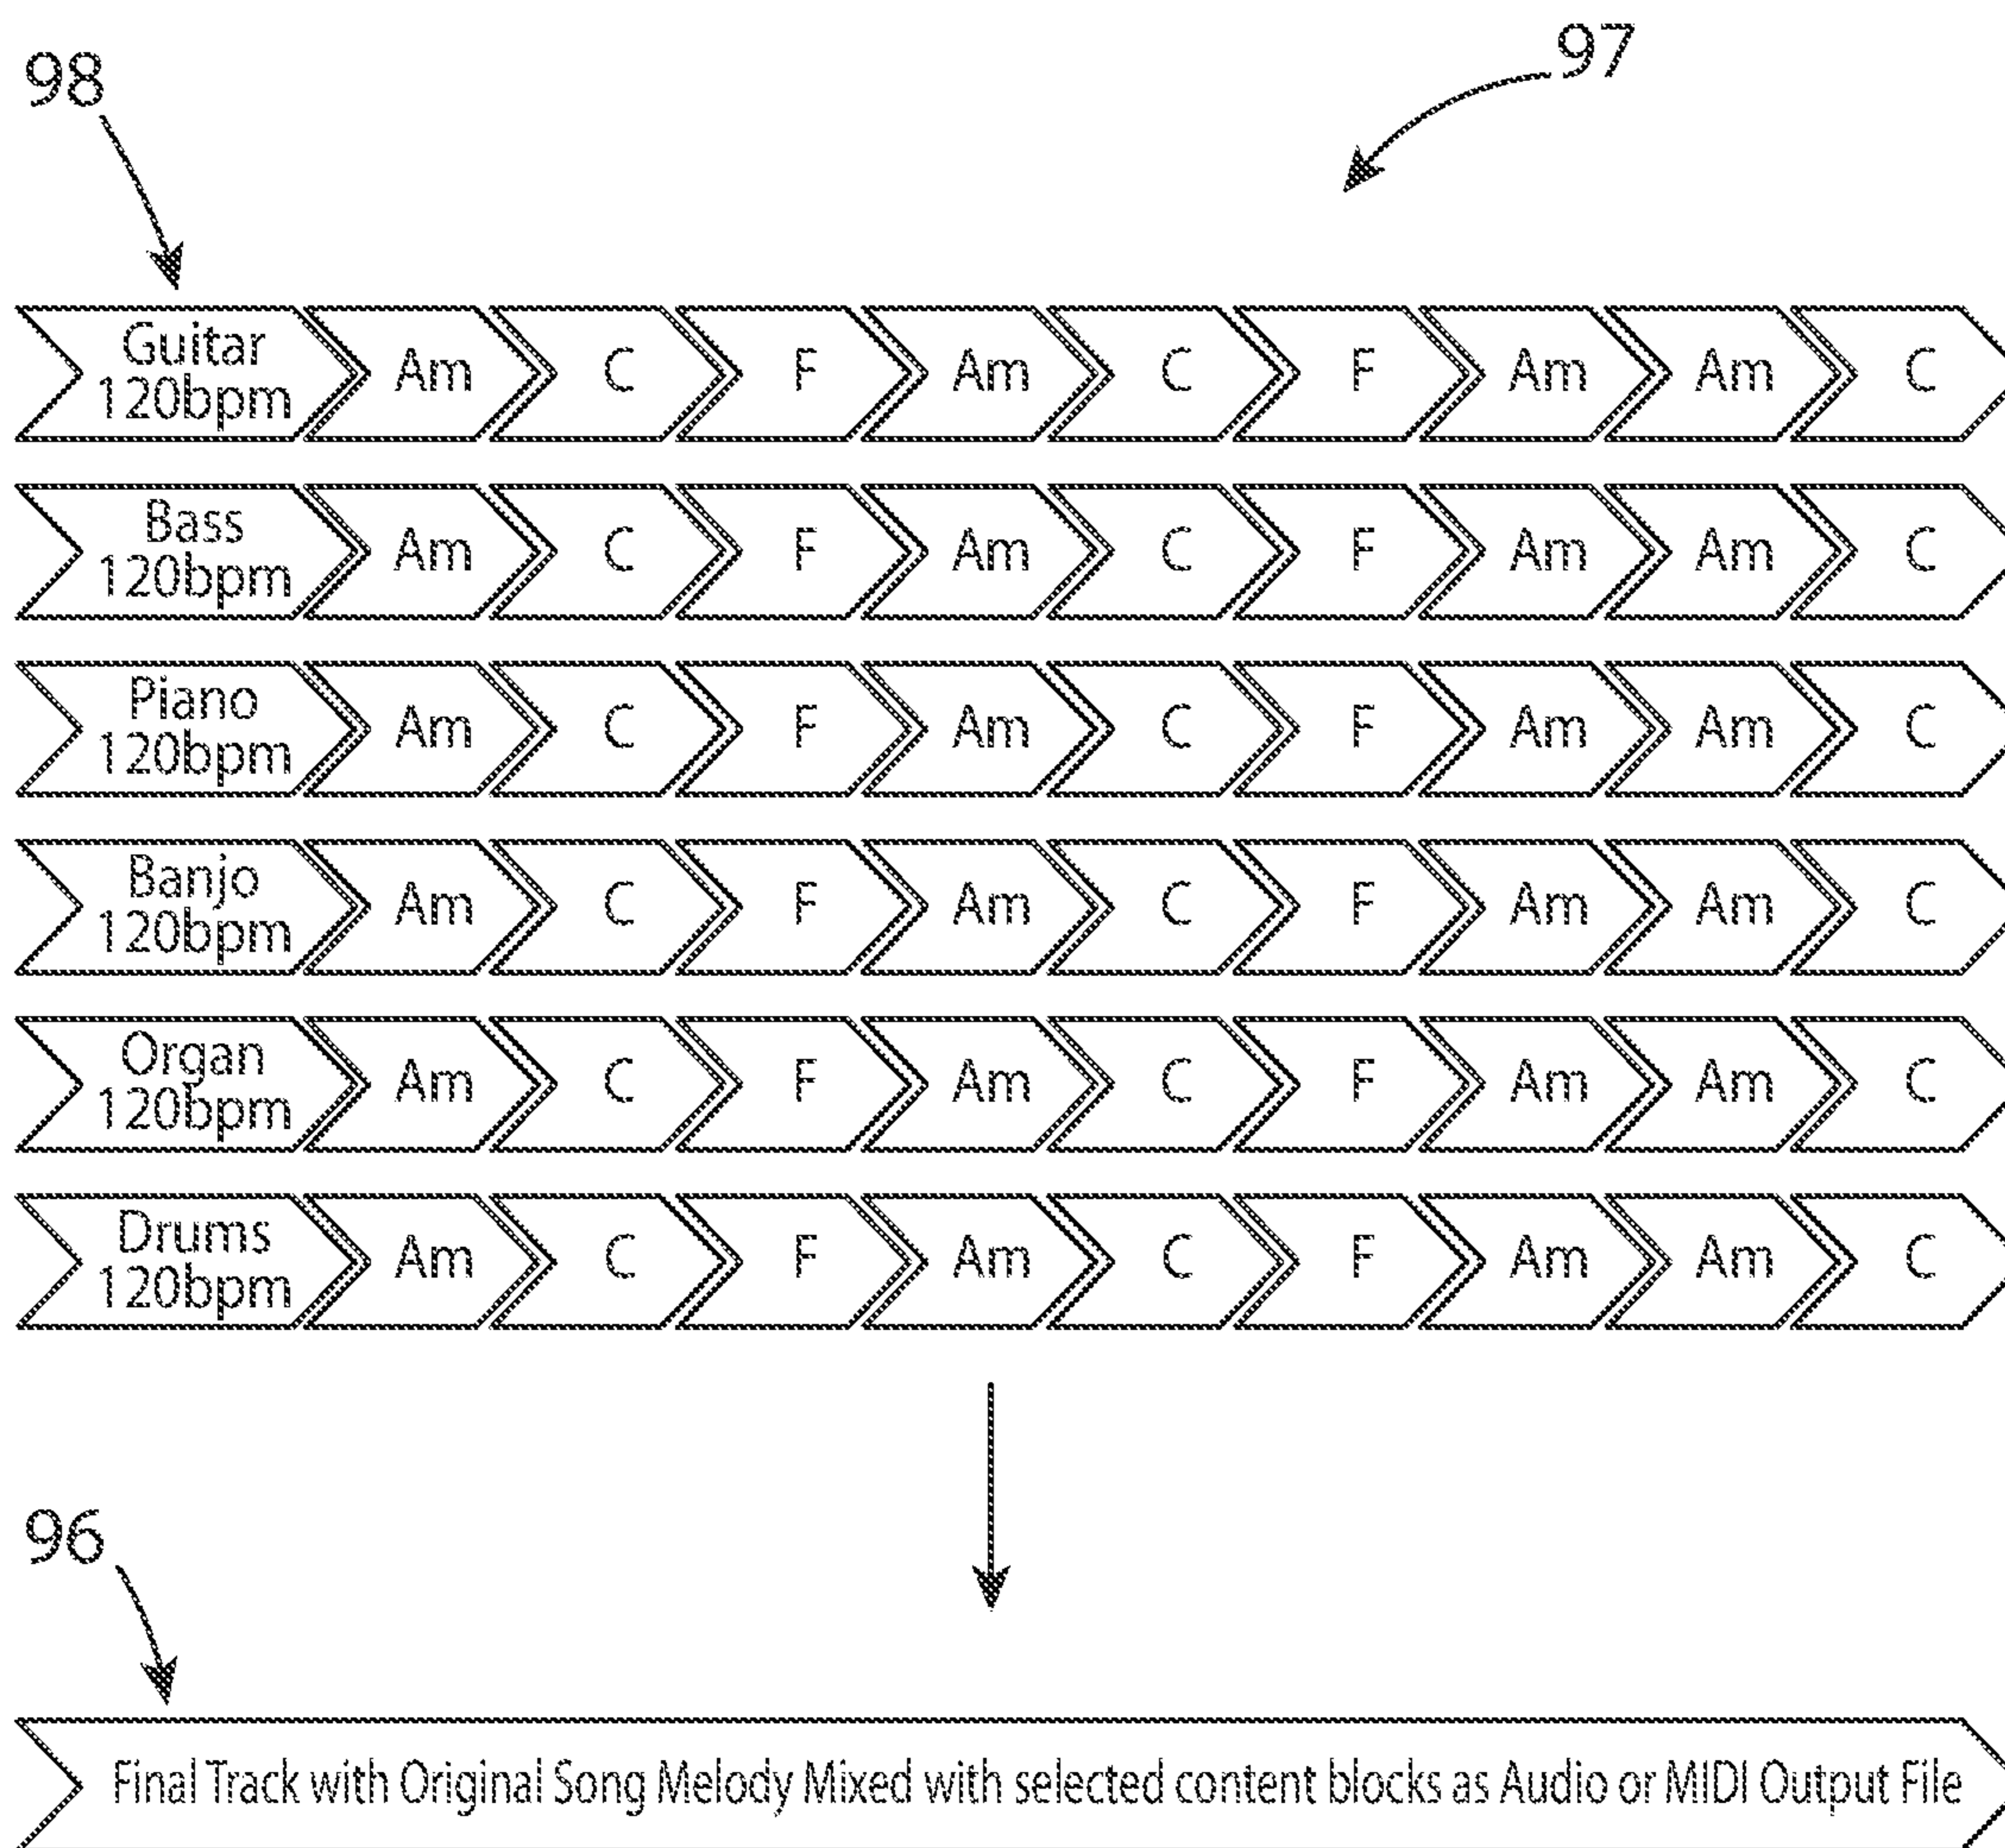 98
97
Guitar
120bpm Am C F Am C F Am Am C
Bass
120bpm Am C F Am C F Am Am C
Piano
120bpm Am C F Am C F Am Am C
Banjo
120bpm Am C F Am C F Am Am C
Organ
120bpm Am C F Am C F Am Am C
Drums
120bpm Am C F Am C F Am Am C
96
Final Track with Original Song Melody Mixed with selected content blocks as Audio or MIDI Output File